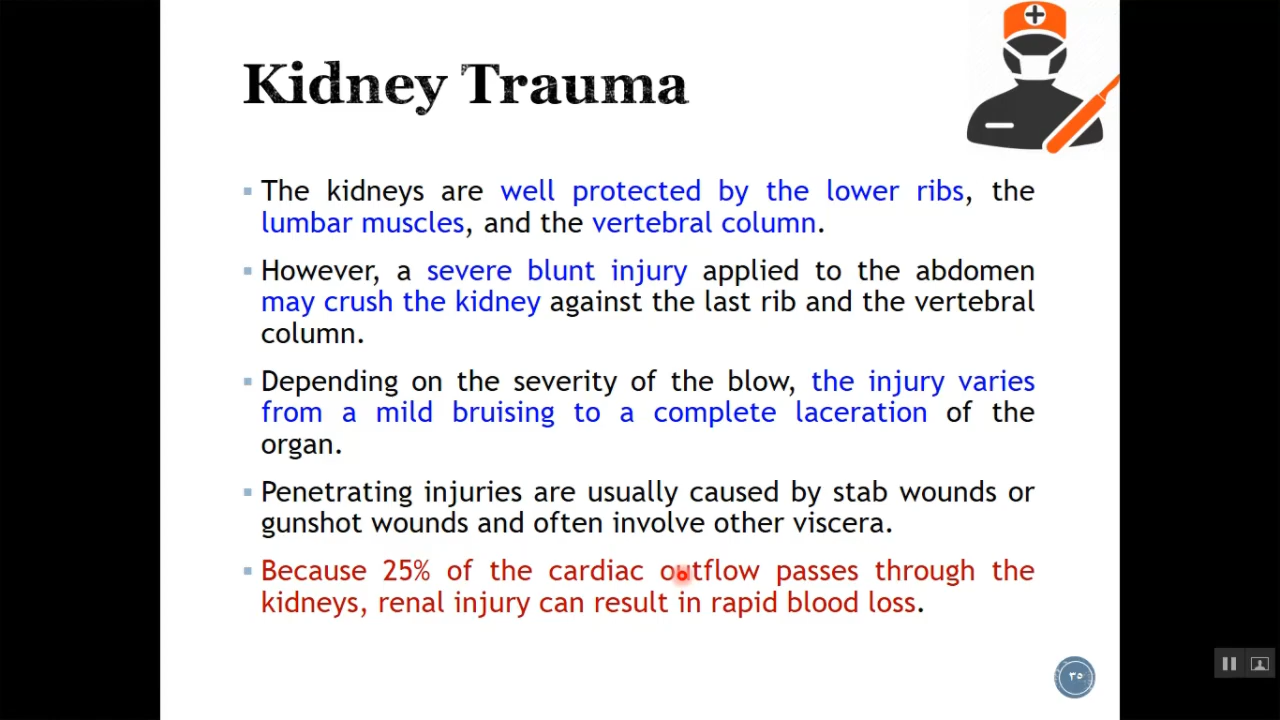 Kidney Trauma
The kidneys are well protected by the lower ribs, the
lumbar muscles, and the vertebral column.
However, a severe blunt injury applied to the abdomen
may crush the kidney against the last rib and the vertebral
column.
Depending on the severity of the blow, the injury varies
from a mild bruising to a complete laceration of the
organ.
Penetrating injuries are usually caused by stab wounds or
gunshot wounds and often involve other viscera.
Because 25% of the cardiac outflow passes through the
kidneys, renal injury can result in rapid blood loss.
٣٥